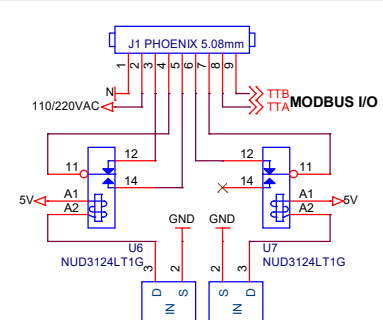 J1 PHOENIX 5.08mm
1 2 3 4 5 6 7 8 9
N
TTB
MODBUS I/O
110/220VAC
TTA
12
12
11
11
14
14
A1
A1
5V
5V
A2
A2
GND
GND
U6
U7
NUD3124LT1G
NUD3124LT1G
3
2
2
3
D
S
S
D
IN
IN